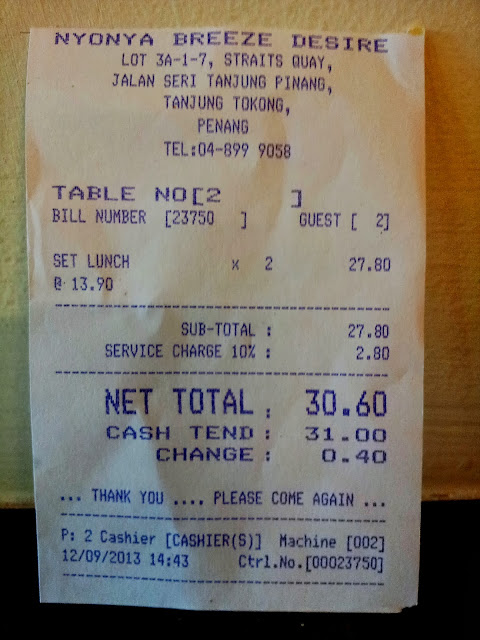 NYONYA BREEZE DESIRE
LOT 3A-1-7, STRAITS QUAY,
JALAN SERI TANJUNG PINANG,
TANJUNG TOKONG,
PENANG
TEL:04-899 9058
TABLE NO[2 ]
BILL NUMBER [23750 ] GUEST [ 2]
SET LUNCH x 2 27.80
@ 13.90
SUB-TOTAL : 27.80
SERVICE CHARGE 10% : 2.80
NET TOTAL : 30.60
CASH TEND : 31.00
CHANGE : 0.40
... THANK YOU .... PLEASE COME AGAIN ...
P: 2 Cashier [CASHIER(S)] Machine [002]
12/09/2013 14:43 Ctrl.No.[00023750]